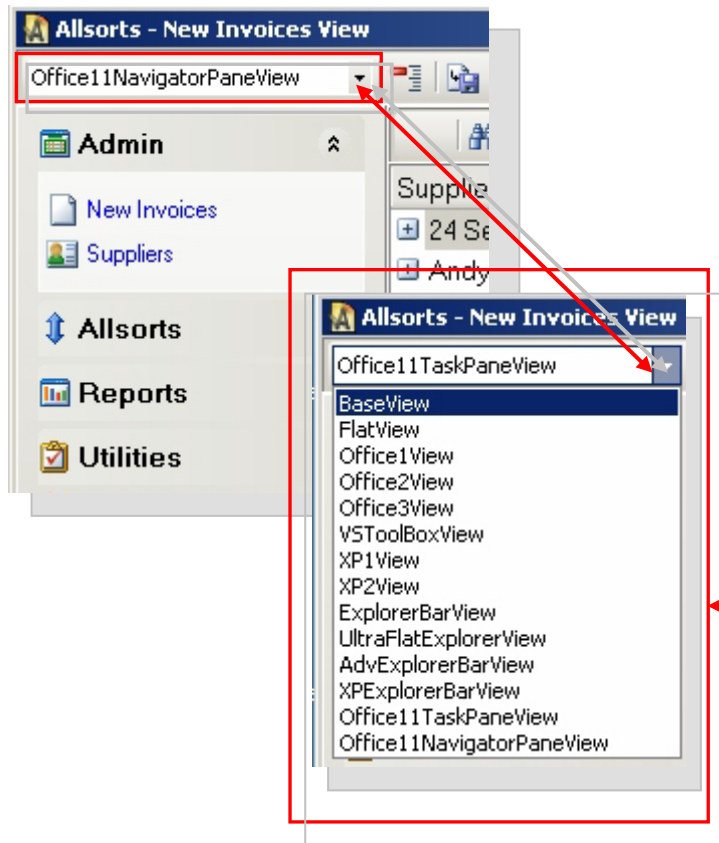 Allsorts - New Invoices View
Office11NavigatorPaneView
Admin
New Invoices
Suppliers
Allsorts
Reports
Utilities
Supplie
24 Se
Andy
Allsorts - New Invoices View
Office11TaskPaneView
BaseView
FlatView
Office1View
Office2View
Office3View
VSToolBoxView
XP1View
XP2View
ExplorerBarView
UltraFlatExplorerView
AdvExplorerBarView
XPExplorerBarView
Office11TaskPaneView
Office11NavigatorPaneView